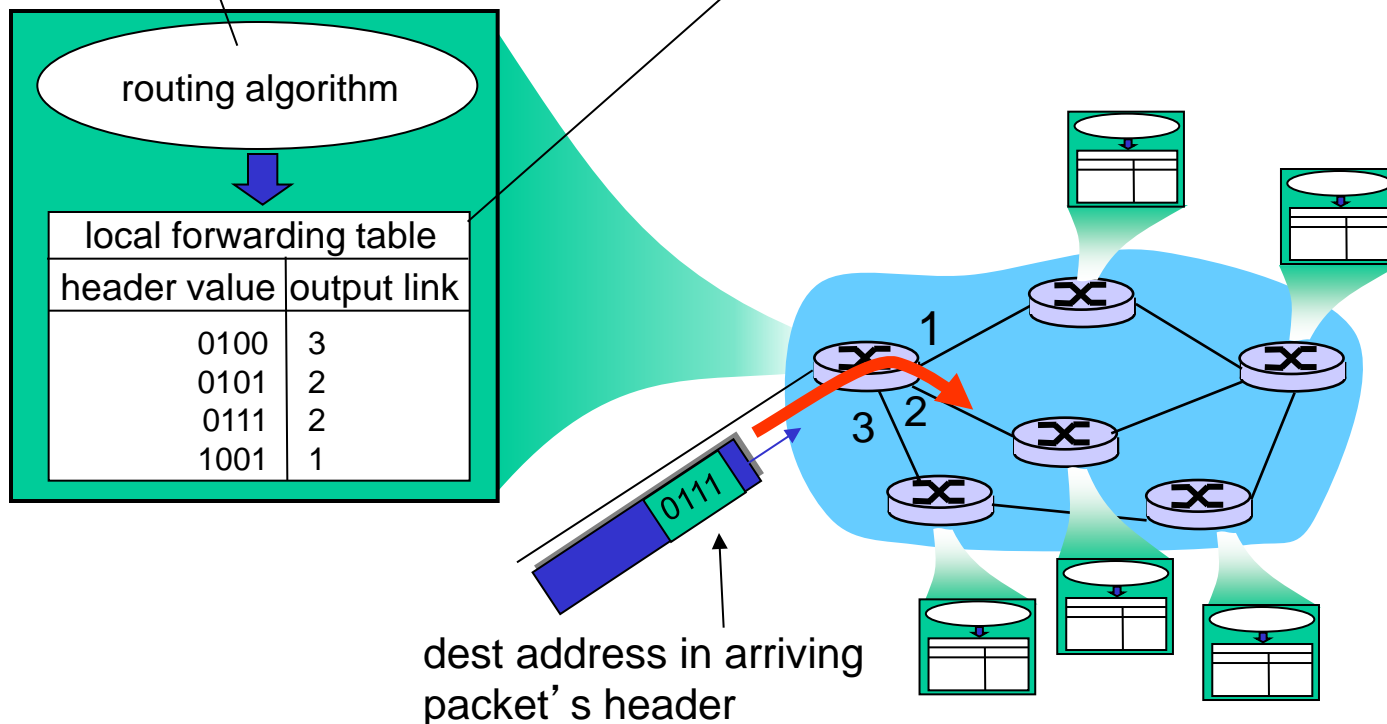 routing algorithm
local forwarding table
header value output link
0100 3
0101 2
0111 2
1001 1
1
2
3
0111
dest address in arriving
packet’s header